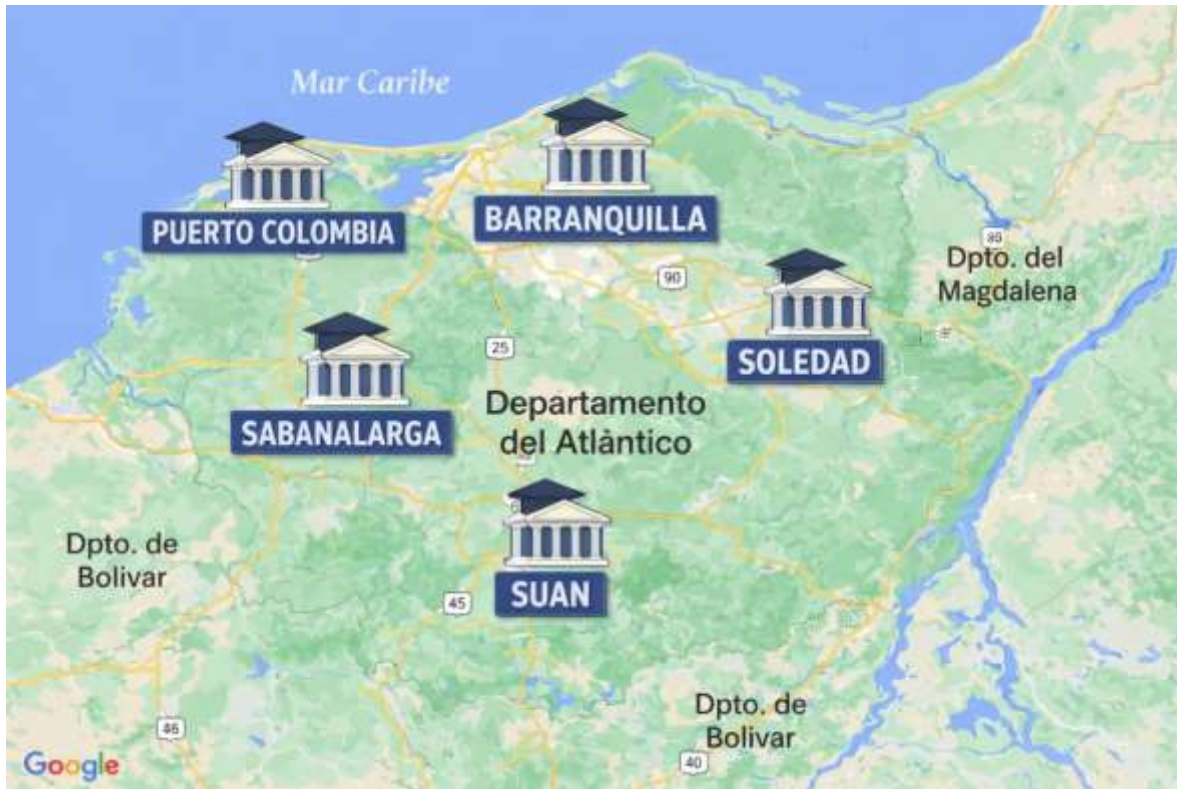 Mar Caribe
PUERTO COLOMBIA
BARRANQUILLA
90
Dpto. del
Magdalena
25
SOLEDAD
SABANALARGA
Departamento
del Atlántico
Dpto. de
Bolivar
SUAN
45
Dpto. de
Bolivar
46
40
Google